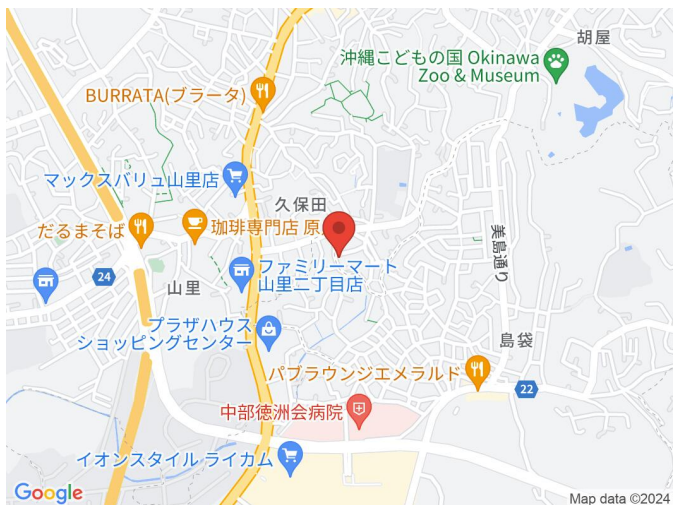 胡屋
沖縄こどもの国 Okinawa
Zoo & Museum
BURRATA(ブラータ)
マックスバリュ山里店
久保田
だるまそば
珈琲専門店 原
美島通り
24
山里
ファミリーマート
山里二丁目店
プラザハウス
ショッピングセンター
島袋
パブラウンジエメラルド
22
中部徳洲会病院
イオンスタイル ライカム
Google
Map data ©2024